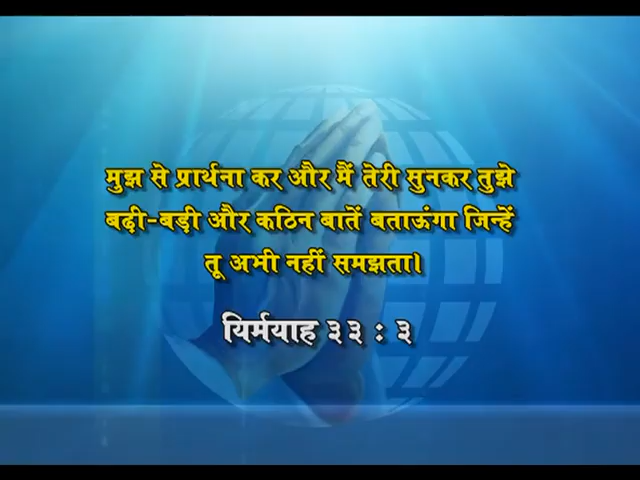 मुझ से प्रार्थना कर और मैं तेरी सुनकर तुझे
बढ़ी-बड़ी और कठिन बातें बताऊंगा जिन्हें
तू अभी नहीं समझता।
यिर्मयाह ३३ : ३